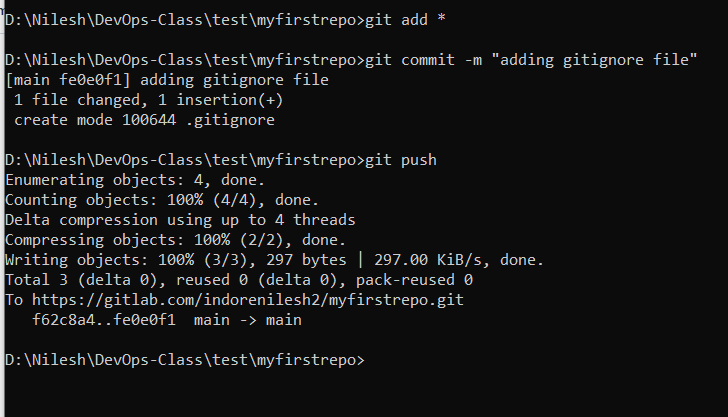 D:\Nilesh\DevOps-Class\test\myfirstrepo>git add *
D:\Nilesh\DevOps-Class\test\myfirstrepo>git commit -m "adding gitignore file"
[main fe0e0f1] adding gitignore file
 1 file changed, 1 insertion(+)
 create mode 100644 .gitignore
D:\Nilesh\DevOps-Class\test\myfirstrepo>git push
Enumerating objects: 4, done.
Counting objects: 100% (4/4), done.
Delta compression using up to 4 threads
Compressing objects: 100% (2/2), done.
Writing objects: 100% (3/3), 297 bytes | 297.00 KiB/s, done.
Total 3 (delta 0), reused 0 (delta 0), pack-reused 0
To https://gitlab.com/indorenilesh2/myfirstrepo.git
   f62c8a4..fe0e0f1  main -> main
D:\Nilesh\DevOps-Class\test\myfirstrepo>